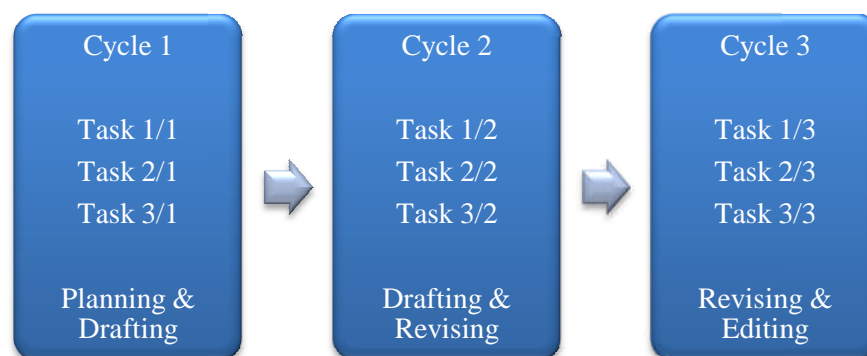 Cycle 1
Task 1/1
Task 2/1
Task 3/1
Planning &
Drafting
Cycle 2
Task 1/2
Task 2/2
Task 3/2
Drafting &
Revising
Cycle 3
Task 1/3
Task 2/3
Task 3/3
Revising &
Editing